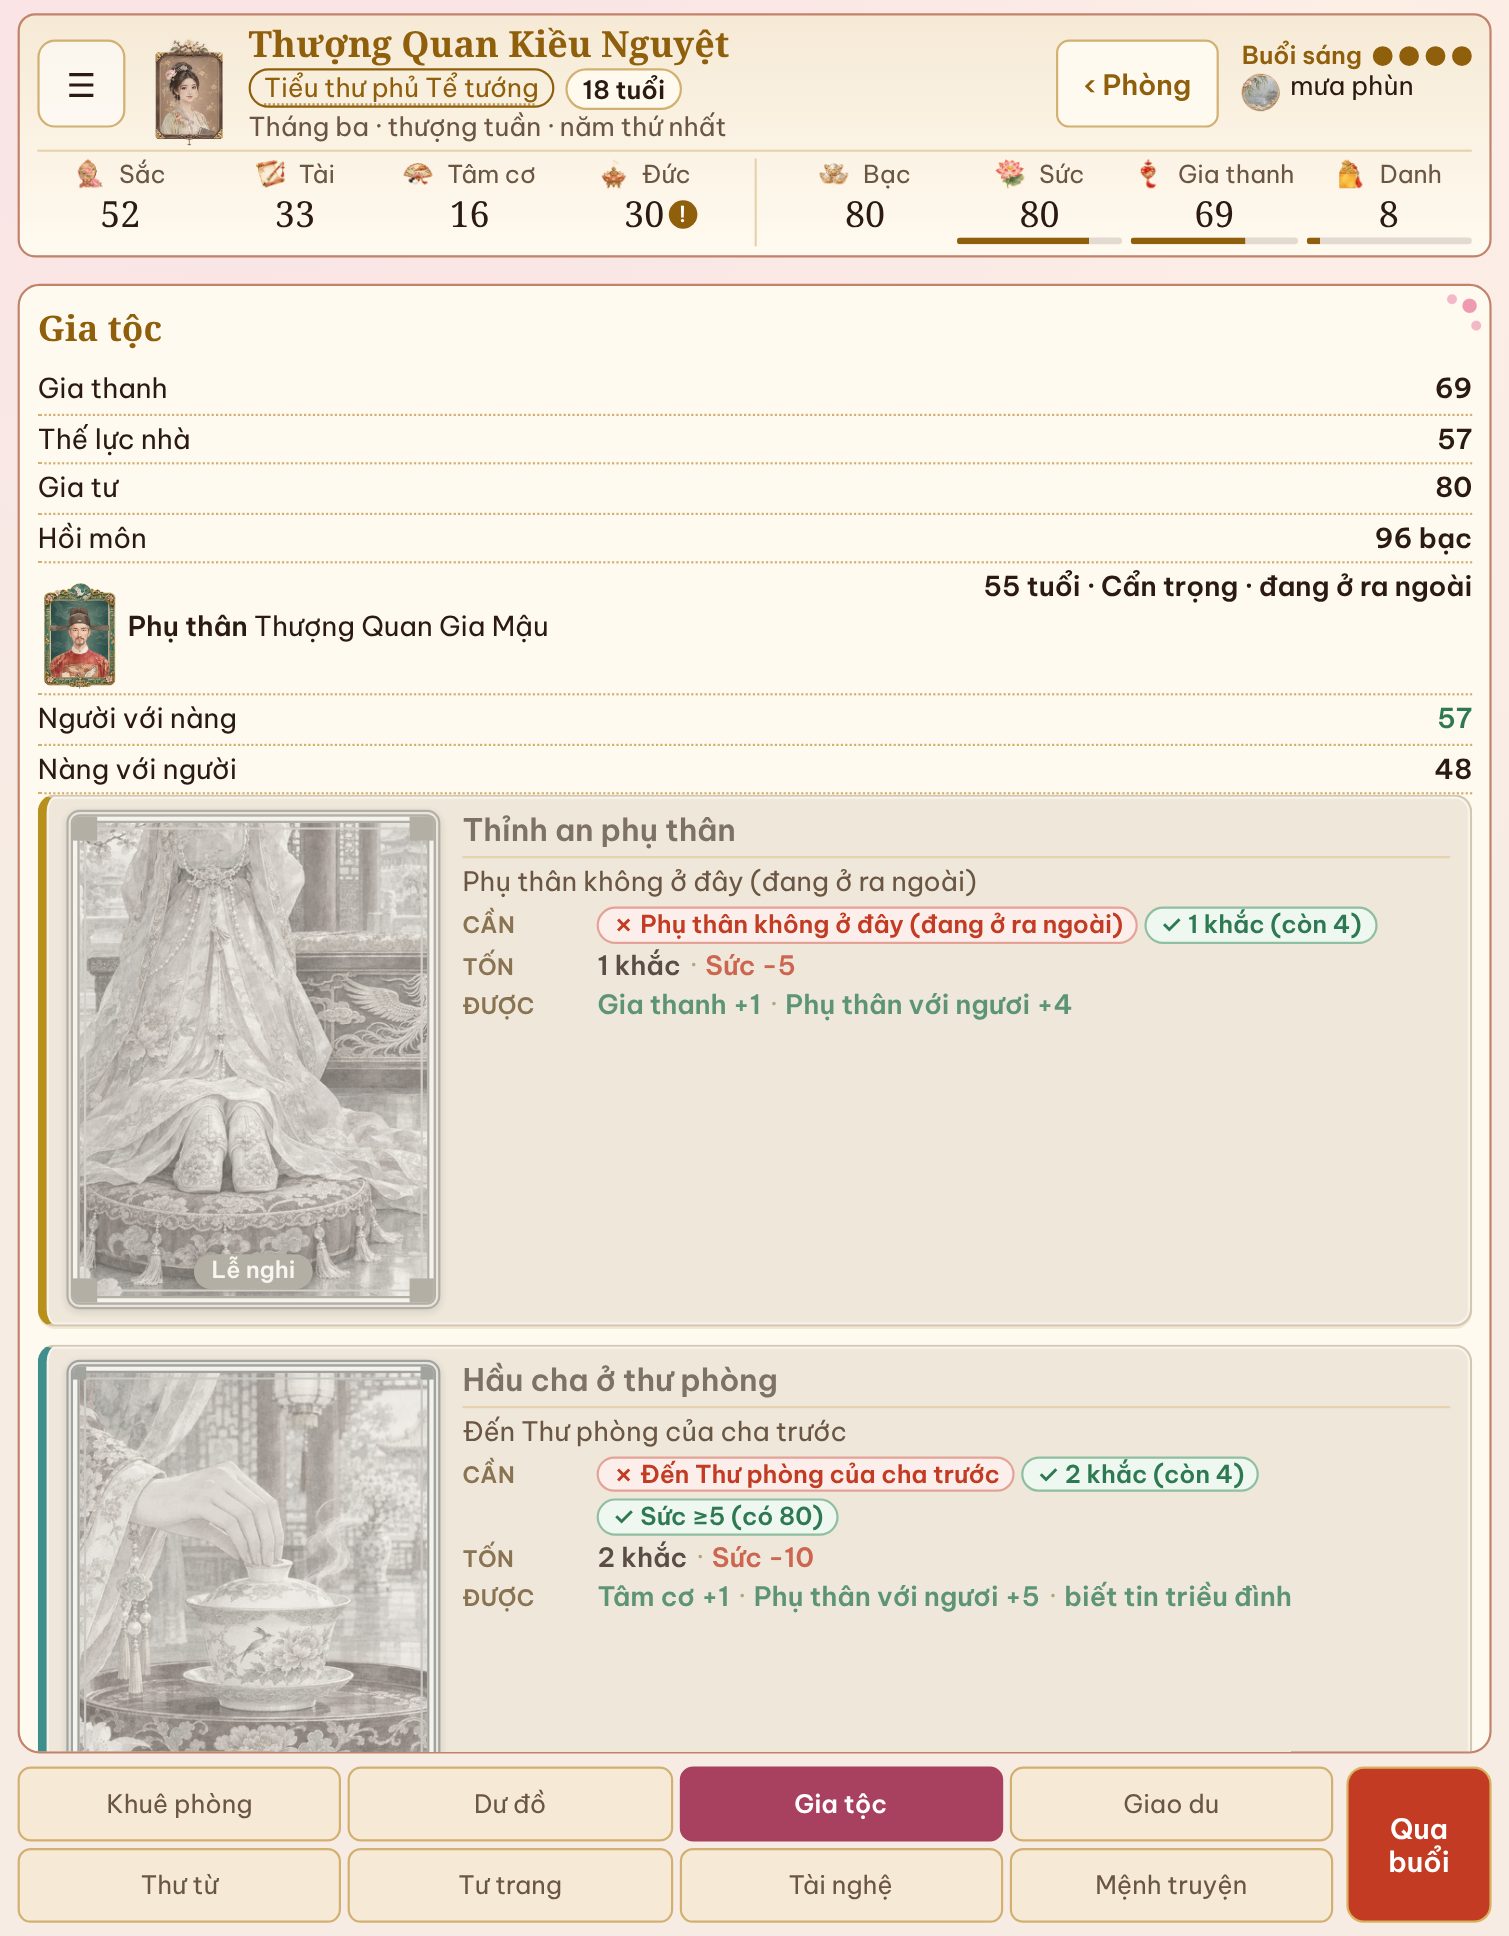 Thượng Quan Kiều Nguyệt
Tiểu thư phủ Tể tướng 18 tuổi
Tháng ba · thượng tuần · năm thứ nhất
‹ Phòng
Buổi sáng
mưa phùn
Sắc Tài Tâm cơ Đức Bạc Sức Gia thanh Danh
52 33 16 30 ! 80 80 69 8
Gia tộc
Gia thanh 69
Thế lực nhà 57
Gia tư 80
Hồi môn 96 bạc
55 tuổi · Cẩn trọng · đang ở ra ngoài
Phụ thân Thượng Quan Gia Mậu
Người với nàng 57
Nàng với người 48
Thỉnh an phụ thân
Phụ thân không ở đây (đang ở ra ngoài)
CẦN × Phụ thân không ở đây (đang ở ra ngoài) ✓ 1 khắc (còn 4)
TỐN 1 khắc · Sức -5
ĐƯỢC Gia thanh +1 · Phụ thân với ngươi +4
Lễ nghi
Hầu cha ở thư phòng
Đến Thư phòng của cha trước
CẦN × Đến Thư phòng của cha trước ✓ 2 khắc (còn 4)
✓ Sức ≥5 (có 80)
TỐN 2 khắc · Sức -10
ĐƯỢC Tâm cơ +1 · Phụ thân với ngươi +5 · biết tin triều đình
Khuê phòng Dư đồ Gia tộc Giao du
Thư từ Tư trang Tài nghệ Mệnh truyện
Qua
buổi